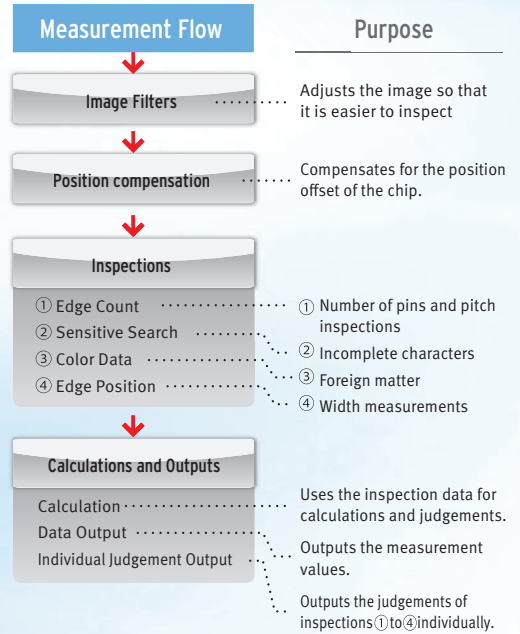 Measurement Flow
Purpose
Image Filters
Adjusts the image so that
it is easier to inspect
Position compensation
Compensates for the position
offset of the chip.
Inspections
① Edge Count
② Sensitive Search
③ Color Data
④ Edge Position
① Number of pins and pitch
inspections
② Incomplete characters
③ Foreign matter
④ Width measurements
Calculations and Outputs
Calculation
Data Output
Individual Judgement Output
Uses the inspection data for
calculations and judgements.
Outputs the measurement
values.
Outputs the judgements of
inspections①to④individually.